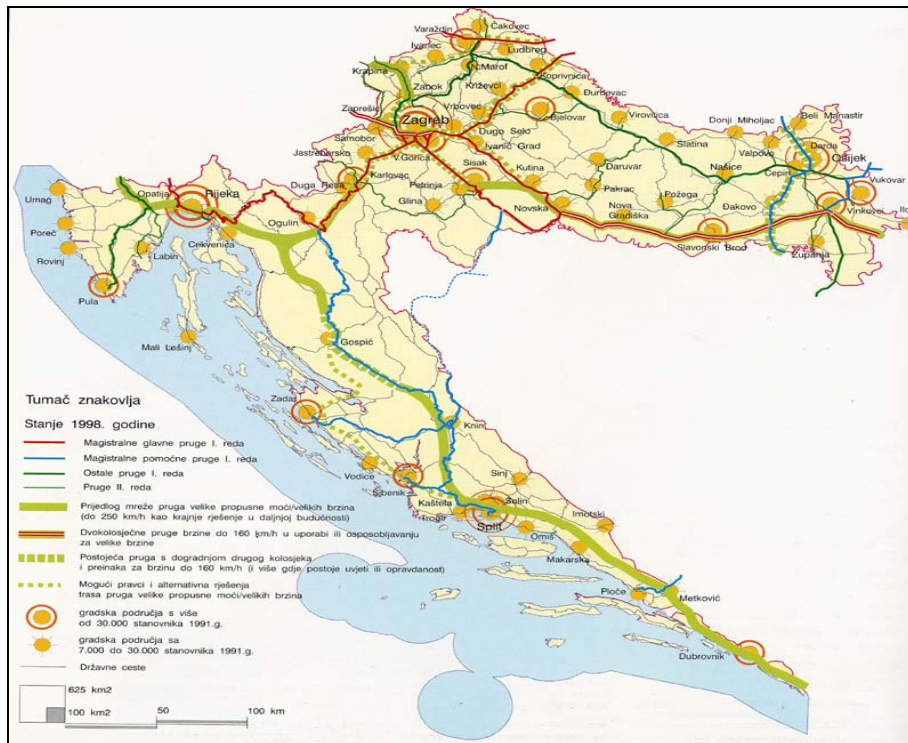 Varaždin
Čakovec
Ivanec
Ludbreg
Krapina
N.Marof
Koprivnica
Zabok
Križevci
Đurđevac
Zaprešić
Vrbovec
Zagreb
Bjelovar
Virovitica
Donji Miholjac
Beli Manastir
Samobor
Dugo Selo
Slatina
Valpovo
Darda
Jastrebarsko
Ivanić Grad
Osijek
V.Gorica
Sisak
Kutina
Daruvar
Našice
Čepin
Vukovar
Duga Resa
Karlovac
Petrinja
Pakrac
Požega
Đakovo
Opatija
Rijeka
Glina
Novska
Nova
Gradiška
Vinkovci
Umag
Ogulin
Slavonski Brod
Županja
Poreč
Crikvenica
Rovinj
Labin
Pula
Mali Lošinj
Gospić
Zadar
Knin
Vodice
Šibenik
Sinj
Kaštela
Solin
Trogir
Split
Omiš
Imotski
Makarska
Ploče
Metković
Dubrovnik
Tumač znakovlja
Stanje 1998. godine
Magistralne glavne pruge I. reda
Magistralne pomoćne pruge I. reda
Ostale pruge I. reda
Pruge II. reda
Prijedlog mreže pruga velike propusne moći/velikih brzina
(do 250 km/h kao krajnje rješenje u daljnjoj budućnosti)
Dvokolosječne pruge brzine do 160 km/h u uporabi ili osposobljavanju
za velike brzine
Postojeća pruga s dogradnjom drugog kolosjeka
i preinaka za brzinu do 160 km/h (i više gdje postoje uvjeti ili opravdanost)
Mogući pravci i alternativna rješenja
trasa pruga velike propusne moći/velikih brzina
gradska područja s više
od 30.000 stanovnika 1991.g.
gradska područja sa
7.000 do 30.000 stanovnika 1991.g.
Državne ceste
625 km2
100 km2
50
100 km